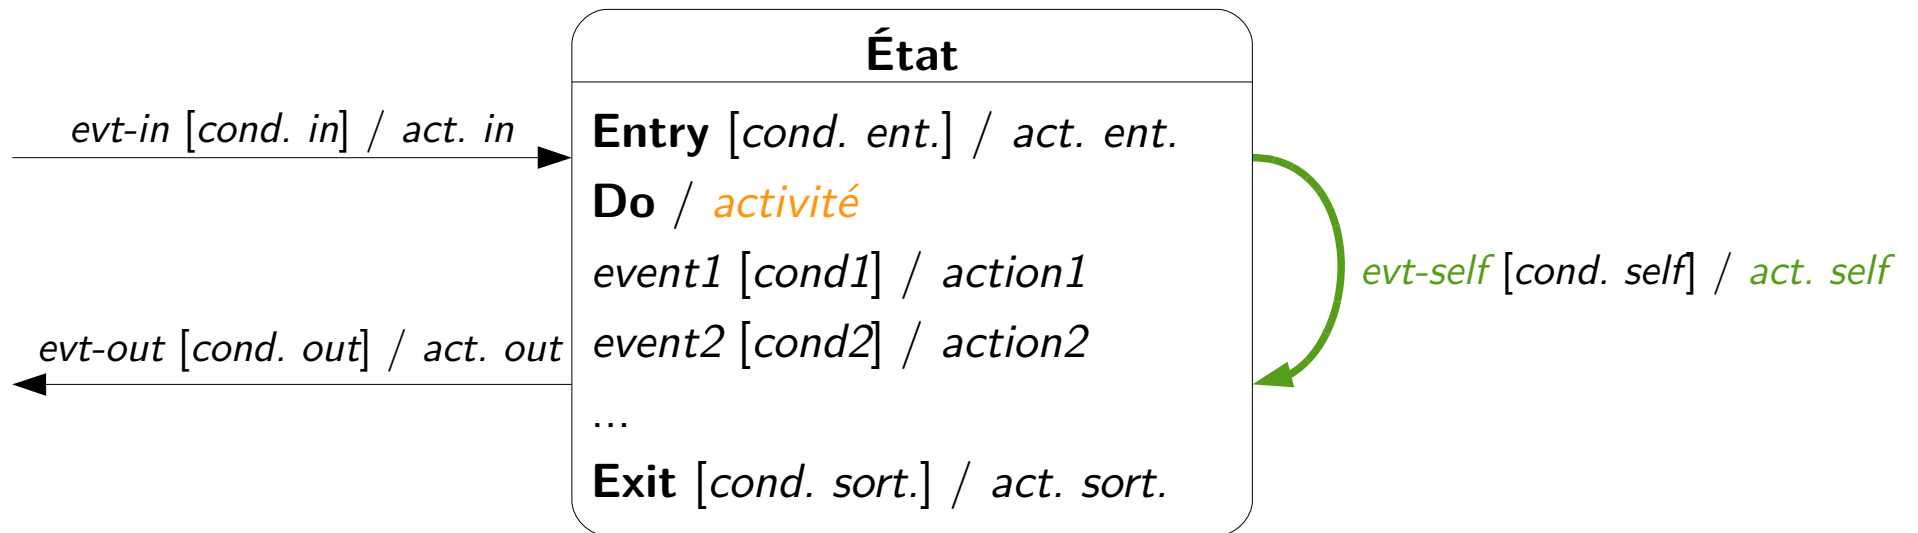 État
evt-in [cond. in] / act. in
Entry [cond. ent.] / act. ent.
Do / activité
event1 [cond1] / action1
evt-self [cond. self] / act. self
event2 [cond2] / action2
evt-out [cond. out] / act. out
...
Exit [cond. sort.] / act. sort.